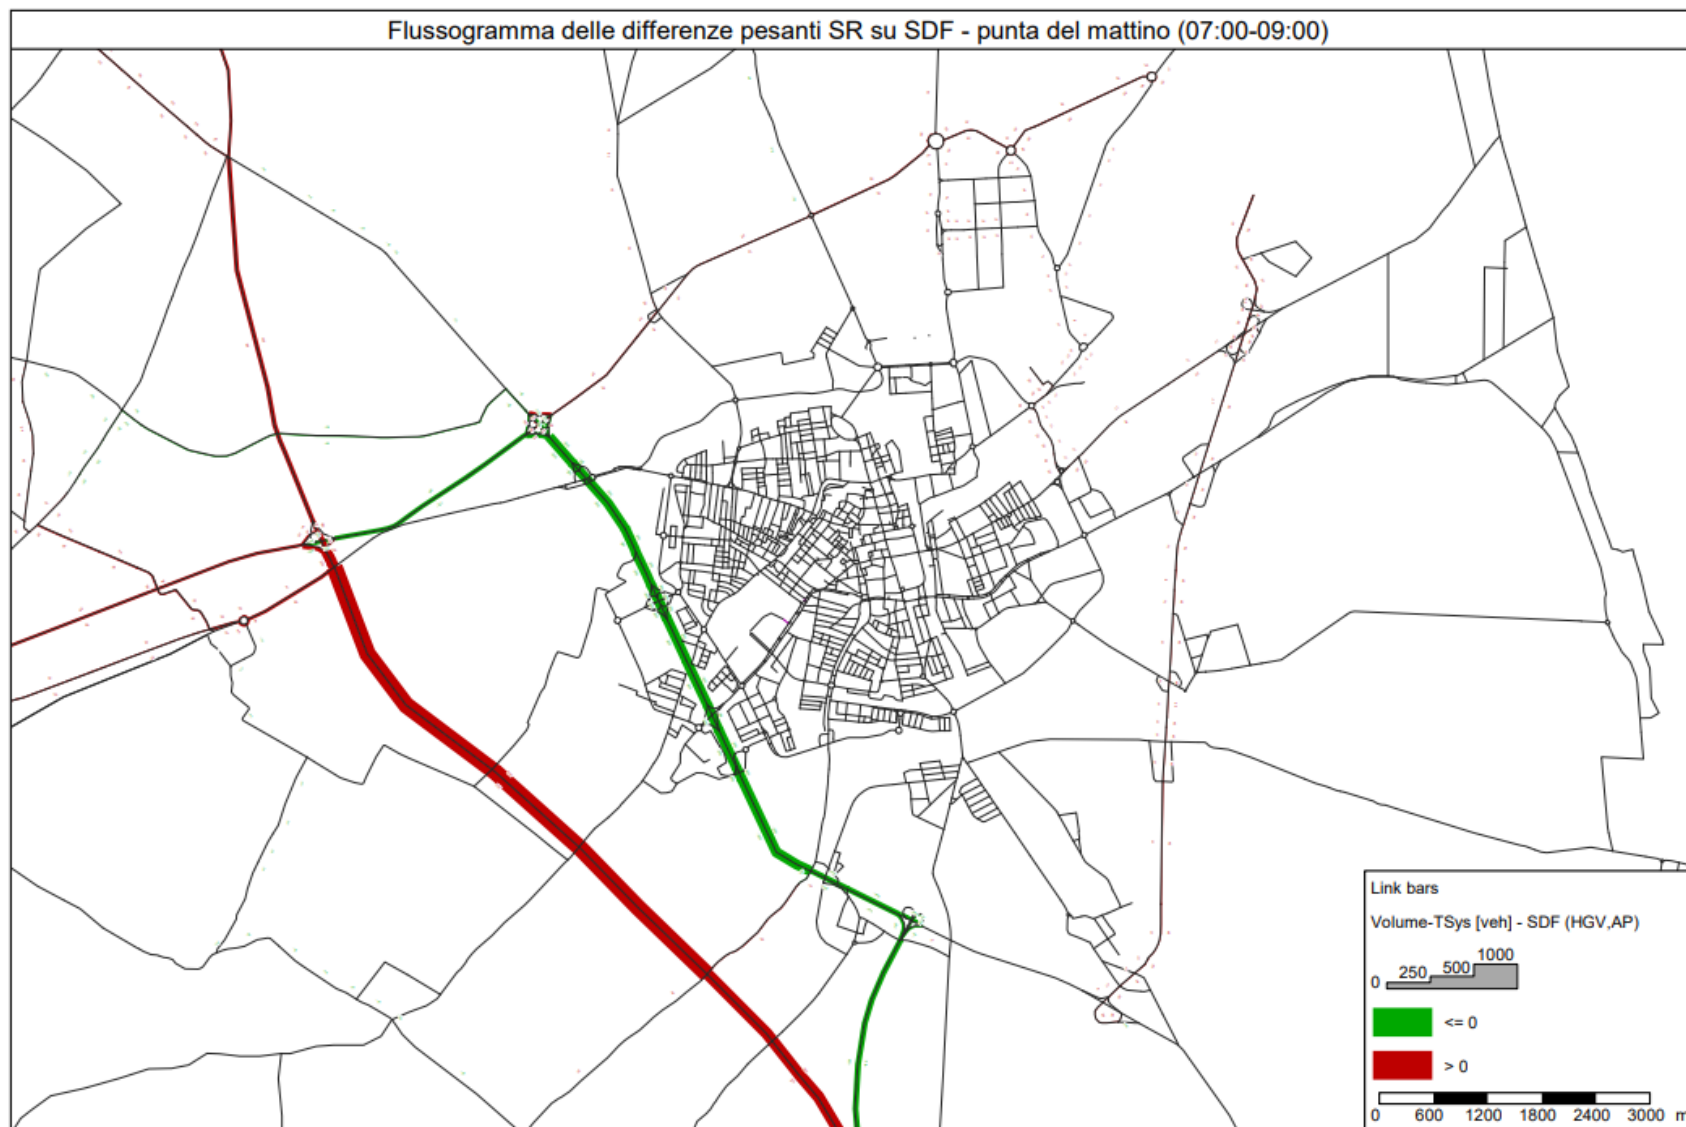 Flussogramma delle differenze pesanti SR su SDF - punta del mattino (07:00-09:00)
Link bars
Volume-TSys [veh] - SDF (HGV,AP)
0 250 500 1000
<= 0
> 0
0 600 1200 1800 2400 3000 m